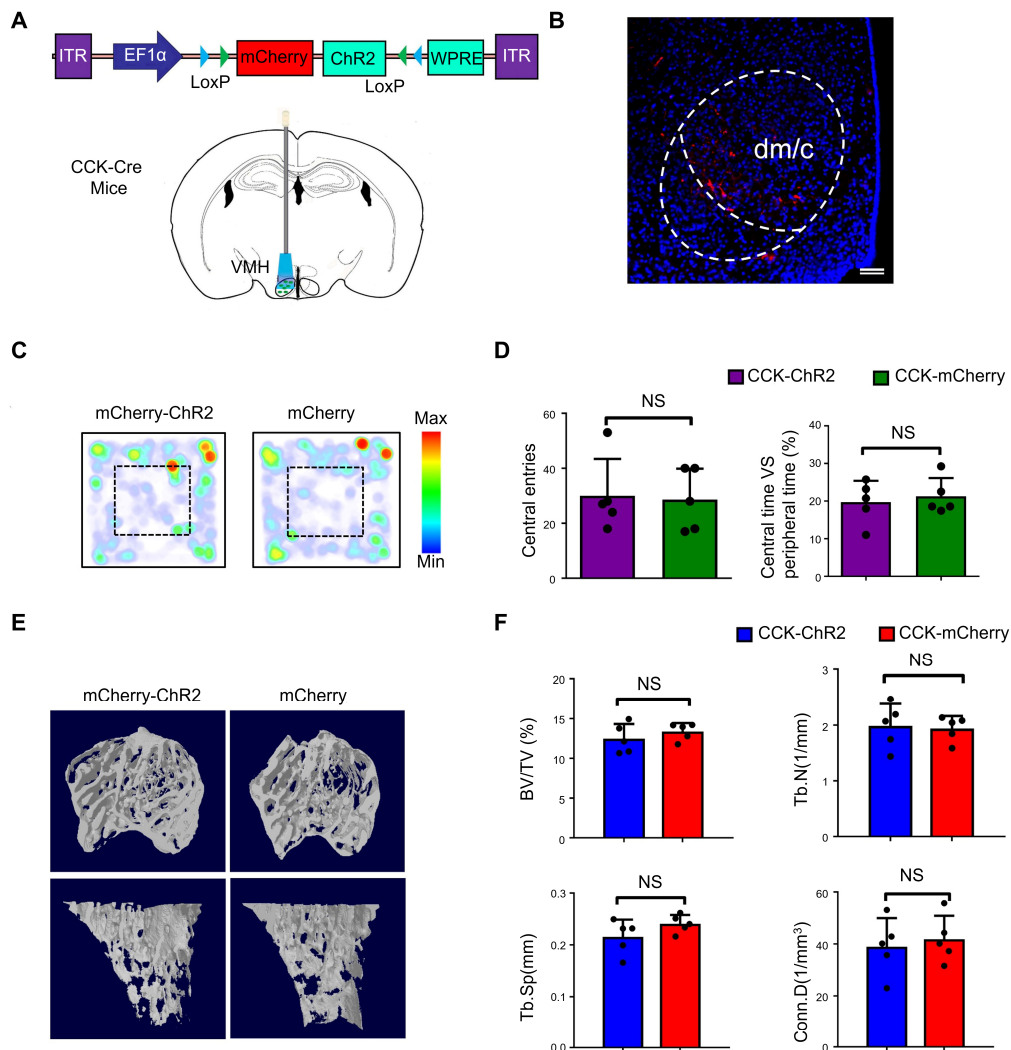 A
ITR
EF1α
mCherry
ChR2
WPRE
ITR
LoxP
LoxP
CCK-Cre
Mice
VMH
B
dm/c
C
mCherry-ChR2
mCherry
Max
Min
D
CCK-ChR2
CCK-mCherry
NS
60
40
20
0
Central entries
NS
40
30
20
10
0
Central time VS
peripheral time (%)
E
mCherry-ChR2
mCherry
F
CCK-ChR2
CCK-mCherry
NS
20
15
10
5
0
BV/TV (%)
NS
3
2
1
0
Tb.N(1/mm)
NS
0.3
0.2
0.1
0.0
Tb.Sp(mm)
NS
60
40
20
0
Conn.D(1/mm³)